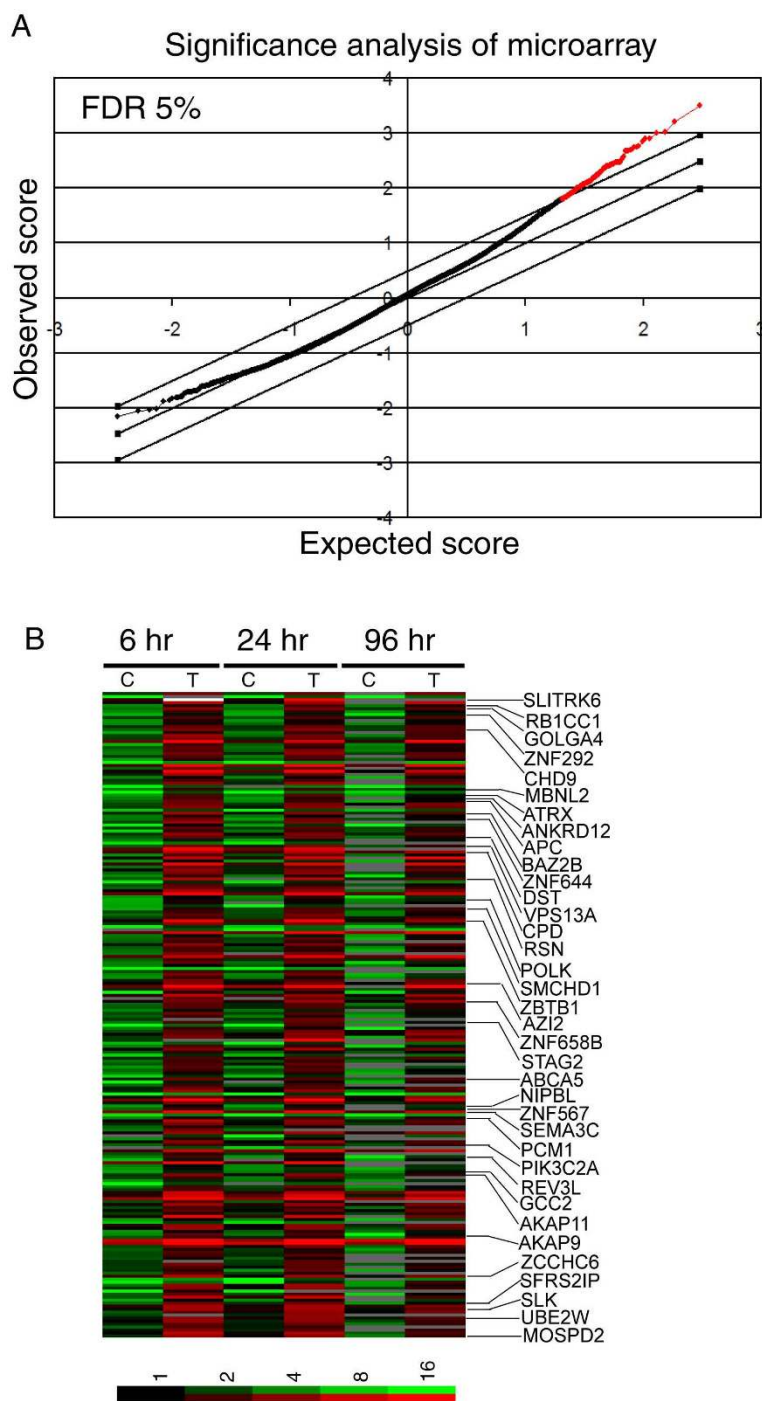 A
Significance analysis of microarray
FDR 5%
4
3
2
1
0
-3
-2
-1
0
1
2
3
-1
-2
-3
-4
Observed score
Expected score
B
6 hr
24 hr
96 hr
C
T
C
T
C
T
SLITRK6
RB1CC1
GOLGA4
ZNF292
CHD9
MBNL2
ATRX
ANKRD12
APC
BAZ2B
ZNF644
DST
VPS13A
CPD
RSN
POLK
SMCHD1
ZBTB1
AZI2
ZNF658B
STAG2
ABCA5
NIPBL
ZNF567
SEMA3C
PCM1
PIK3C2A
REV3L
GCC2
AKAP11
AKAP9
ZCCHC6
SFRS2IP
SLK
UBE2W
MOSPD2
1
2
4
8
16